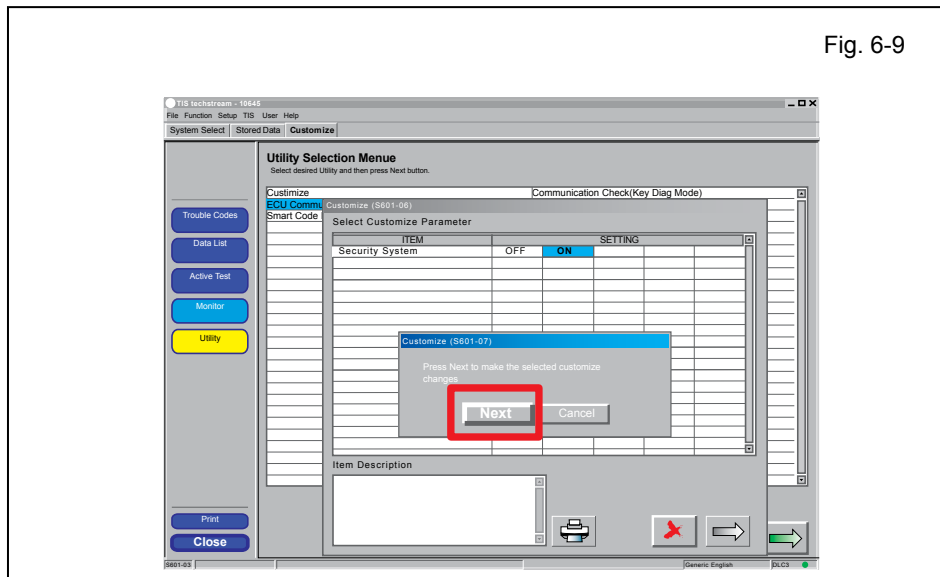 Fig. 6-9
TIS techstream - 10645
File Function Setup TIS User Help
System Select Stored Data Customize
Utility Selection Menue
Select desired Utility and then press Next button.
Custimize Communication Check(Key Diag Mode)
ECU Commu
Smart Code
Customize (S601-06)
Select Customize Parameter
ITEM SETTING
Security System OFF ON
Trouble Codes
Data List
Active Test
Monitor
Utility
Customize (S601-07)
Press Next to make the selected customize
changes
Next Cancel
Item Description
Print
Close
S601-03 Generic English DLC3